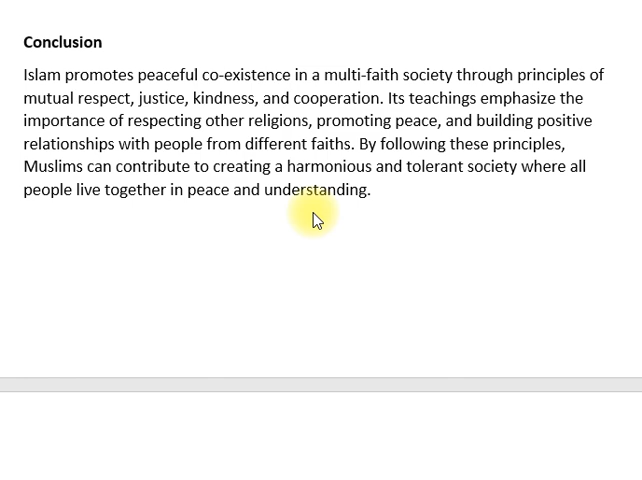 Conclusion
Islam promotes peaceful co-existence in a multi-faith society through principles of
mutual respect, justice, kindness, and cooperation. Its teachings emphasize the
importance of respecting other religions, promoting peace, and building positive
relationships with people from different faiths. By following these principles,
Muslims can contribute to creating a harmonious and tolerant society where all
people live together in peace and understanding.